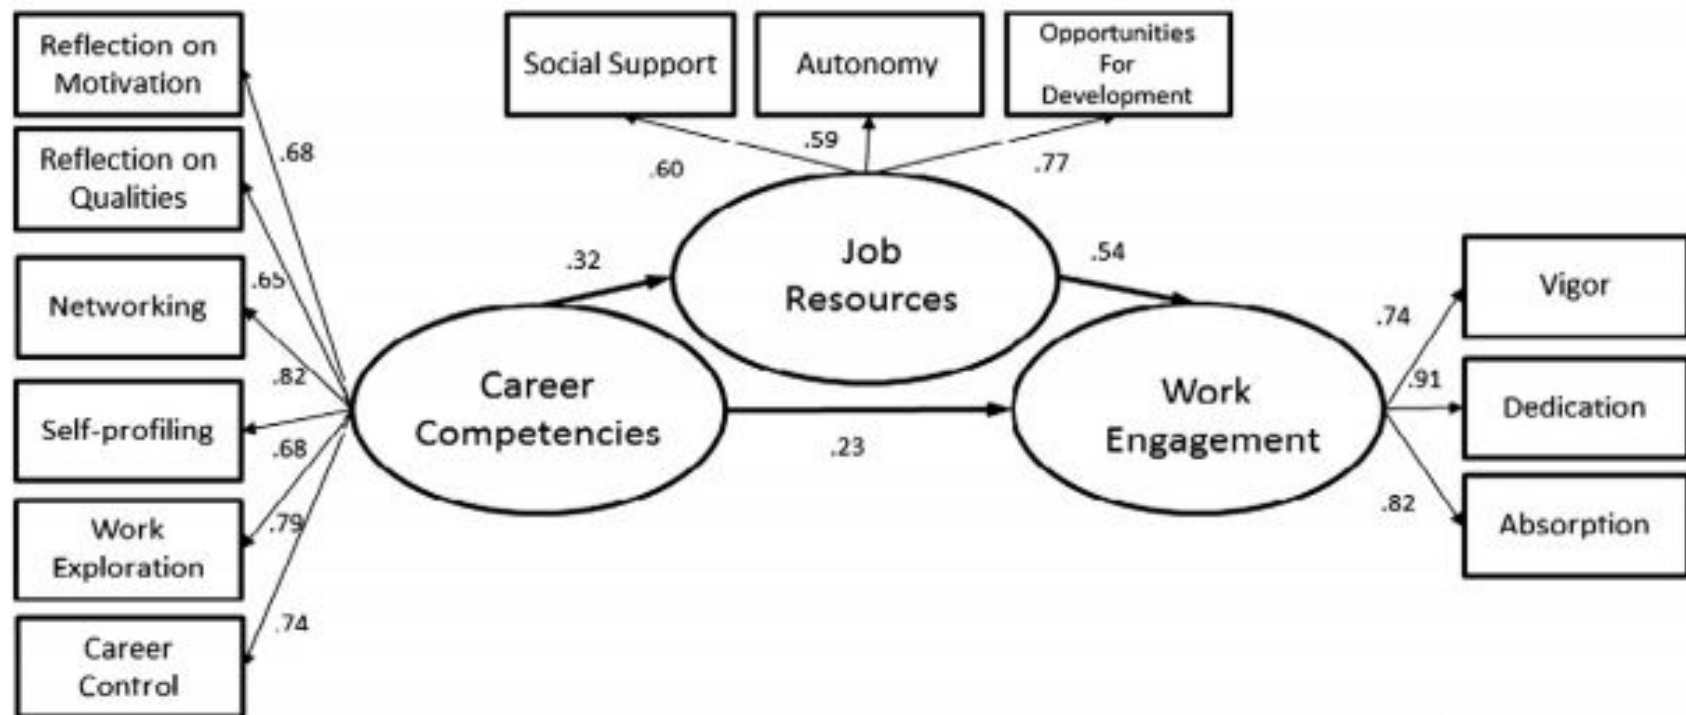 Reflection on
Motivation
Reflection on
Qualities
Networking
Self-profiling
Work
Exploration
Career
Control
.68
.65
.82
.68
.79
.74
Social Support
Autonomy
Opportunities
For
Development
.60
.59
.77
Job
Resources
.32
.54
Career
Competencies
.23
Work
Engagement
.74
.91
.82
Vigor
Dedication
Absorption